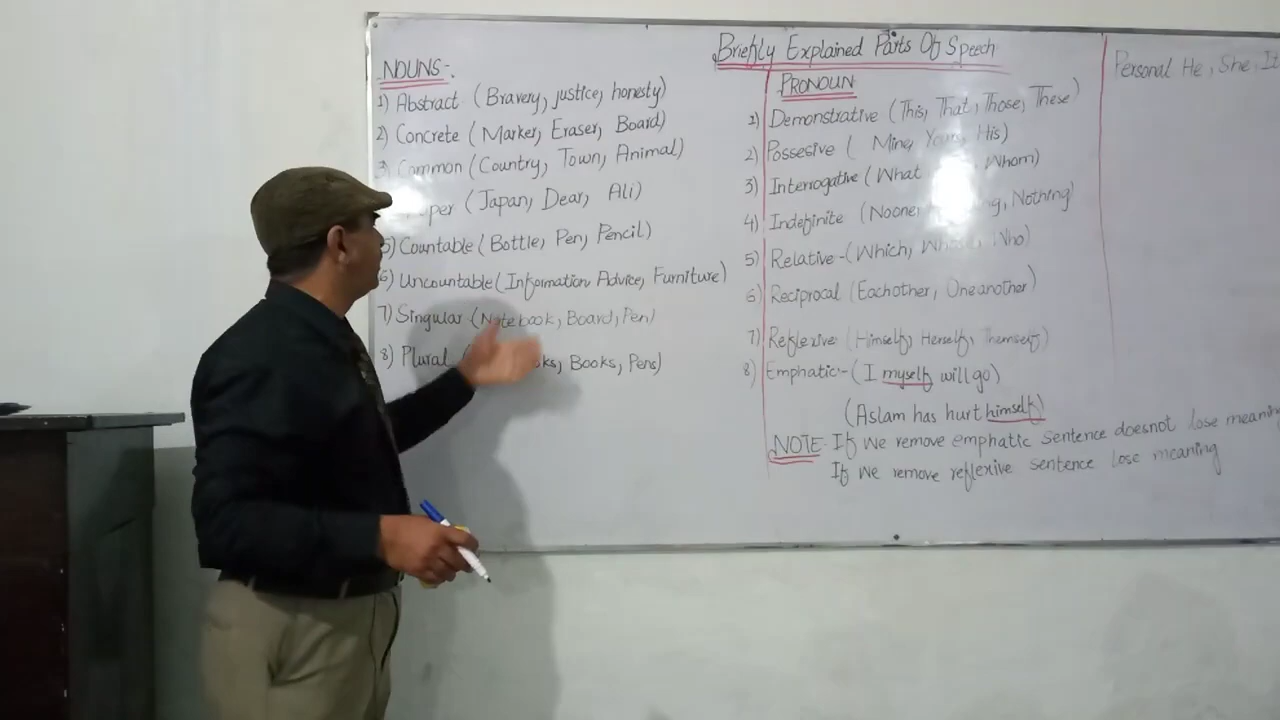 Briefly Explained Parts Of Speech
NOUNS:-
1) Abstract (Bravery, justice, honesty)
2) Concrete (Marker, Eraser, Board)
3) Common (Country, Town, Animal)
(Japan, Dear, Ali)
5) Countable (Bottle, Pen, Pencil)
6) Uncountable (Information, Advice, Furniture)
7) Singular (Notebook, Board, Pen)
8) Plural ( Books, Pens)
PRONOUN
1) Demonstrative (This, That, Those, These)
2) Possesive ( Mine, Yours, His)
3) Interrogative (What Whom)
4) Indefinite (Noone Nothing)
5) Relative-(Which, Who)
6) Reciprocal (Eachother, Oneanother)
7) Reflexive (Himself, Herself, Themself)
8) Emphatic:-(I myself will go)
(Aslam has hurt himself)
NOTE If we remove emphatic sentence doesnot lose meaning
If we remove reflexive sentence lose meaning
Personal He, She, It